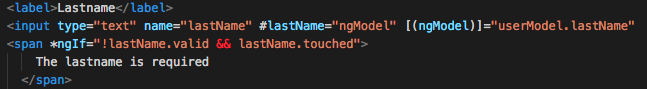 <label>Lastname</label>
<input type="text" name="lastName" #lastName="ngModel" [(ngModel)]="userModel.lastName"
<span *ngIf="!lastName.valid && lastName.touched">
The lastname is required
</span>